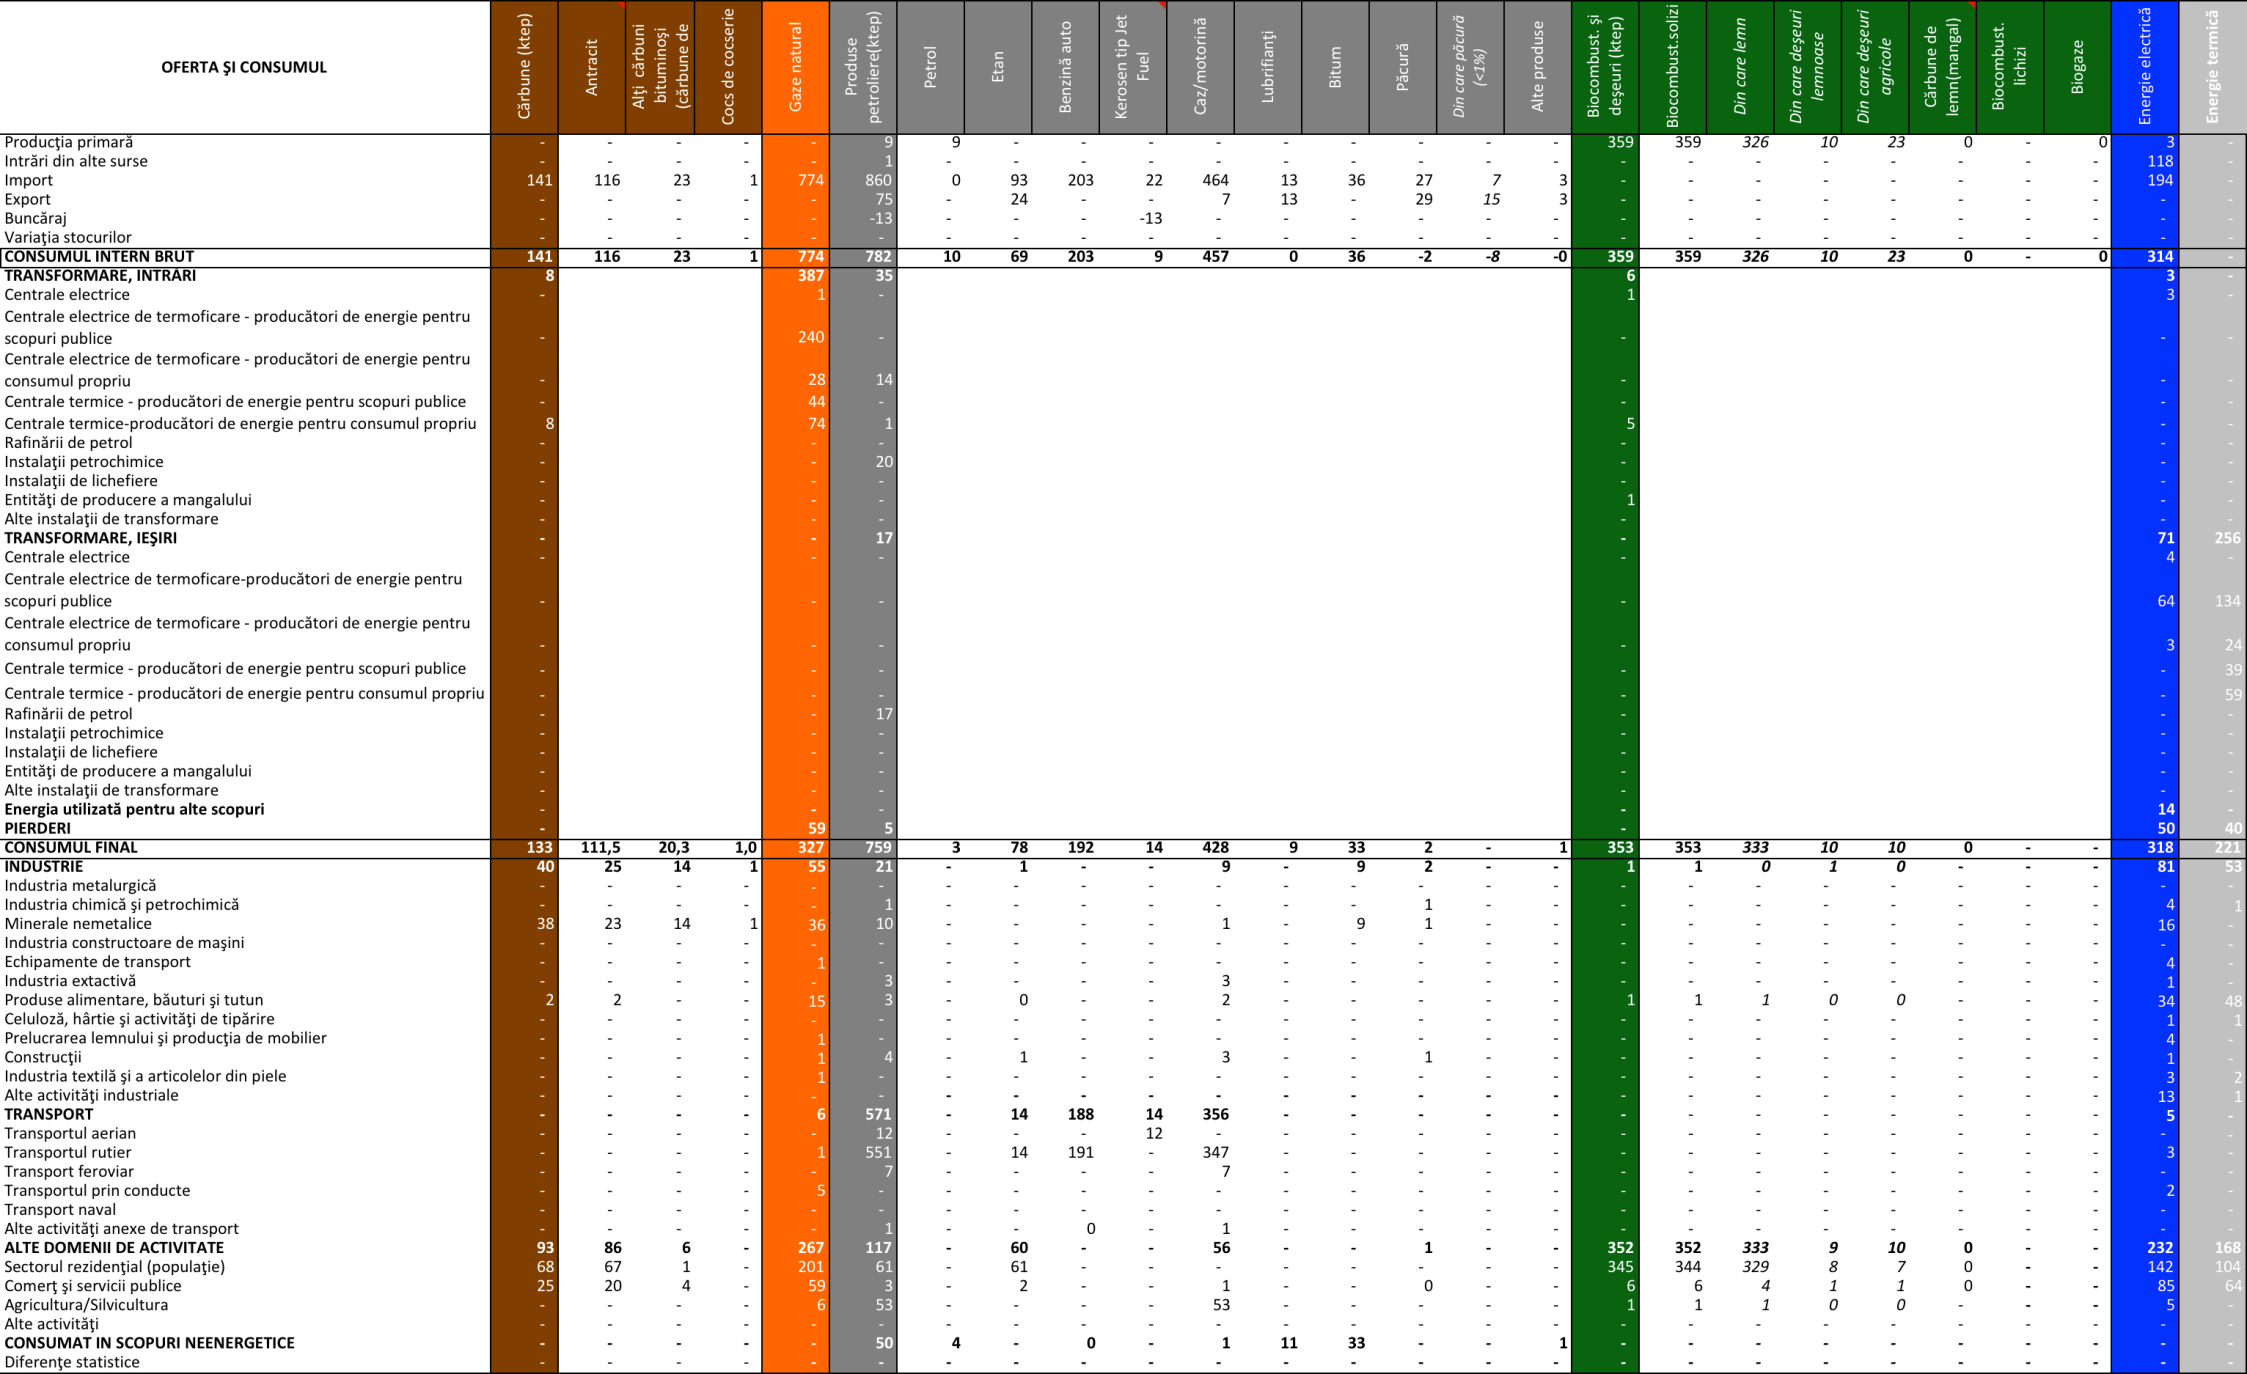 OFERTA ŞI CONSUMUL Cărbune (ktep) Antracit Alţi cărbuni bituminoşi (cărbune de Cocs de cocserie Gaze natural Produse petroliere(ktep) Petrol Etan Benzină auto Kerosen tip Jet Fuel Caz/motorină Lubrifianţi Bitum Păcură Din care păcură (<1%) Alte produse Biocombust. şi deşeuri (ktep) Biocombust.solizi Din care lemn Din care deşeuri lemnoase Din care deşeuri agricole Cărbune de lemn(mangal) Biocombust. lichizi Biogaze Energie electrică Energie termică
Producţia primară - - - - - 9 9 - - - - - - - - - 359 359 326 10 23 0 - 0 3 -
Intrări din alte surse - - - - - 1 - - - - - - - - - - - - - - - - - - 118 -
Import 141 116 23 1 774 860 0 93 203 22 464 13 36 27 7 3 - - - - - - - - 194 -
Export - - - - - 75 - 24 - - 7 13 - 29 15 3 - - - - - - - - - -
Buncăraj - - - - - -13 - - - -13 - - - - - - - - - - - - - - - -
Variaţia stocurilor - - - - - - - - - - - - - - - - - - - - - - - - - -
CONSUMUL INTERN BRUT 141 116 23 1 774 782 10 69 203 9 457 0 36 -2 -8 -0 359 359 326 10 23 0 - 0 314 -
TRANSFORMARE, INTRĂRI 8 387 35 6 3 -
Centrale electrice - 1 - 1 3 -
Centrale electrice de termoficare - producători de energie pentru
scopuri publice - 240 - - - -
Centrale electrice de termoficare - producători de energie pentru
consumul propriu - 28 14 - - -
Centrale termice - producători de energie pentru scopuri publice - 44 - - - -
Centrale termice-producători de energie pentru consumul propriu 8 74 1 5 - -
Rafinării de petrol - - - - - -
Instalaţii petrochimice - - 20 - - -
Instalaţii de lichefiere - - - - - -
Entităţi de producere a mangalului - - - 1 - -
Alte instalaţii de transformare - - - - - -
TRANSFORMARE, IEŞIRI - - 17 - 71 256
Centrale electrice - - - - 4 -
Centrale electrice de termoficare-producători de energie pentru
scopuri publice - - - - 64 134
Centrale electrice de termoficare - producători de energie pentru
consumul propriu - - - - 3 24
Centrale termice - producători de energie pentru scopuri publice - - - - - 39
Centrale termice - producători de energie pentru consumul propriu - - - - - 59
Rafinării de petrol - - 17 - - -
Instalaţii petrochimice - - - - - -
Instalaţii de lichefiere - - - - - -
Entităţi de producere a mangalului - - - - - -
Alte instalaţii de transformare - - - - - -
Energia utilizată pentru alte scopuri - - - - 14 -
PIERDERI - 59 5 - 50 40
CONSUMUL FINAL 133 111,5 20,3 1,0 327 759 3 78 192 14 428 9 33 2 - 1 353 353 333 10 10 0 - - 318 221
INDUSTRIE 40 25 14 1 55 21 - 1 - - 9 - 9 2 - - 1 1 0 1 0 - - - 81 53
Industria metalurgică - - - - - - - - - - - - - - - - - - - - - - - - - -
Industria chimică şi petrochimică - - - - - 1 - - - - - - - 1 - - - - - - - - - - 4 1
Minerale nemetalice 38 23 14 1 36 10 - - - - 1 - 9 1 - - - - - - - - - - 16 -
Industria constructoare de maşini - - - - - - - - - - - - - - - - - - - - - - - - - -
Echipamente de transport - - - - 1 - - - - - - - - - - - - - - - - - - - 4 -
Industria extactivă - - - - - 3 - - - - 3 - - - - - - - - - - - - - 1 -
Produse alimentare, băuturi şi tutun 2 2 - - 15 3 - 0 - - 2 - - - - - 1 1 1 0 0 - - - 34 48
Celuloză, hârtie şi activităţi de tipărire - - - - - - - - - - - - - - - - - - - - - - - - 1 1
Prelucrarea lemnului şi producţia de mobilier - - - - 1 - - - - - - - - - - - - - - - - - - - 4 -
Construcţii - - - - 1 4 - 1 - - 3 - - 1 - - - - - - - - - - 1 -
Industria textilă şi a articolelor din piele - - - - 1 - - - - - - - - - - - - - - - - - - - 3 2
Alte activităţi industriale - - - - - - - - - - - - - - - - - - - - - - - - 13 1
TRANSPORT - - - - 6 571 - 14 188 14 356 - - - - - - - - - - - - - 5 -
Transportul aerian - - - - - 12 - - - 12 - - - - - - - - - - - - - - - -
Transportul rutier - - - - 1 551 - 14 191 - 347 - - - - - - - - - - - - - 3 -
Transport feroviar - - - - - 7 - - - - 7 - - - - - - - - - - - - - - -
Transportul prin conducte - - - - 5 - - - - - - - - - - - - - - - - - - - 2 -
Transport naval - - - - - - - - - - - - - - - - - - - - - - - - - -
Alte activităţi anexe de transport - - - - - 1 - - 0 - 1 - - - - - - - - - - - - - - -
ALTE DOMENII DE ACTIVITATE 93 86 6 - 267 117 - 60 - - 56 - - 1 - - 352 352 333 9 10 0 - - 232 168
Sectorul rezidenţial (populaţie) 68 67 1 - 201 61 - 61 - - - - - - - - 345 344 329 8 7 0 - - 142 104
Comerţ şi servicii publice 25 20 4 - 59 3 - 2 - - 1 - - 0 - - 6 6 4 1 1 0 - - 85 64
Agricultura/Silvicultura - - - - 6 53 - - - - 53 - - - - - 1 1 1 0 0 - - - 5 -
Alte activităţi - - - - - - - - - - - - - - - - - - - - - - - - - -
CONSUMAT IN SCOPURI NEENERGETICE - - - - - 50 4 - 0 - 1 11 33 - - 1 - - - - - - - - - -
Diferenţe statistice - - - - - - - - - - - - - - - - - - - - - - - - - -